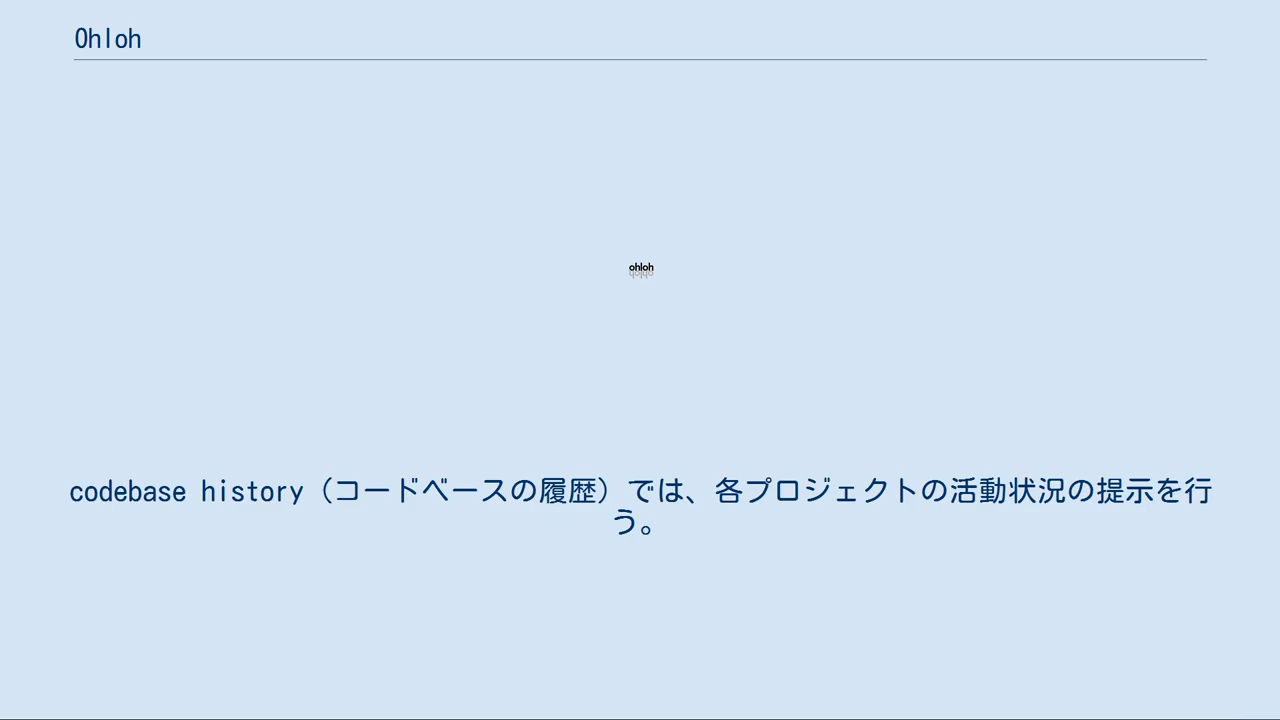 Ohloh
ohloh
codebase history（コードベースの履歴）では、各プロジェクトの活動状況の提示を行
う。